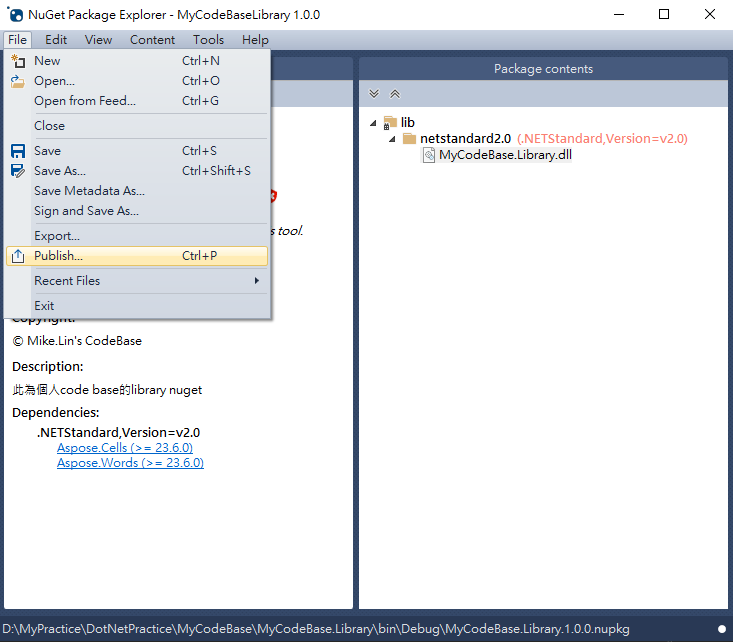 NuGet Package Explorer - MyCodeBaseLibrary 1.0.0
File Edit View Content Tools Help
New Ctrl+N
Open... Ctrl+O
Open from Feed... Ctrl+G
Close
Save Ctrl+S
Save As... Ctrl+Shift+S
Save Metadata As...
Sign and Save As...
Export...
Publish... Ctrl+P
Recent Files
Exit
s tool.
Copyright:
© Mike.Lin's CodeBase
Description:
此為個人code base的library nuget
Dependencies:
.NETStandard,Version=v2.0
Aspose.Cells (>= 23.6.0)
Aspose.Words (>= 23.6.0)
Package contents
lib
netstandard2.0 (.NETStandard,Version=v2.0)
MyCodeBase.Library.dll
D:\MyPractice\DotNetPractice\MyCodeBase\MyCodeBase.Library\bin\Debug\MyCodeBase.Library.1.0.0.nupkg